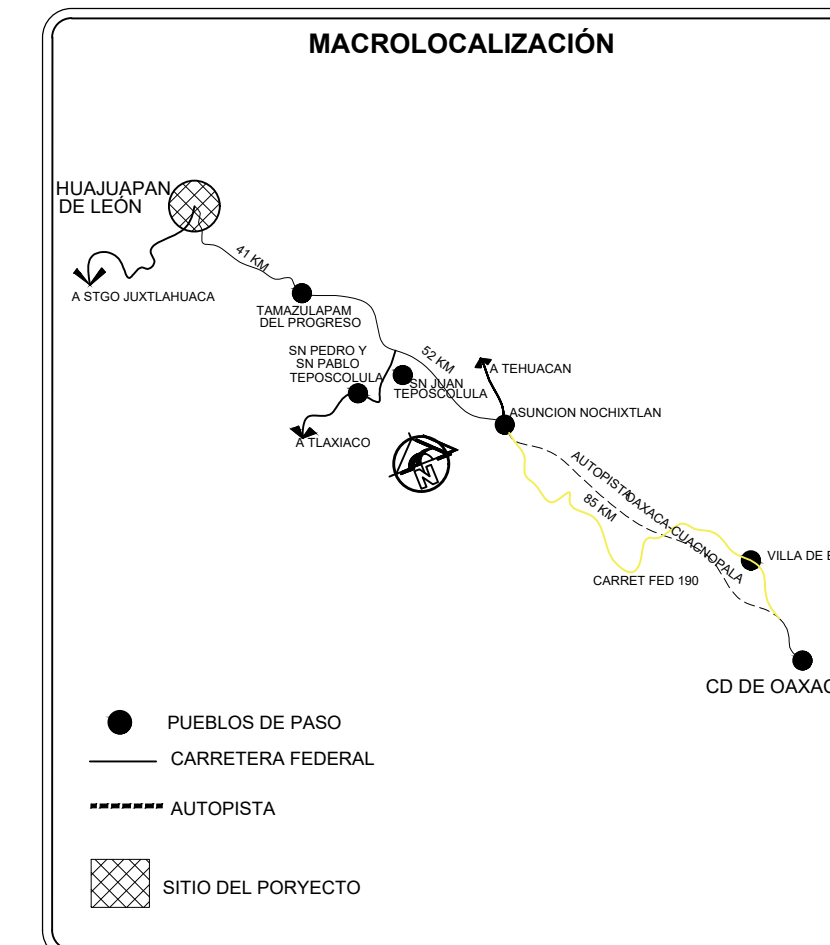 MACROLOCALIZACIÓN
HUAJUAPAN
DE LEÓN
41 KM
A STGO JUXTLAHUACA
TAMAZULAPAM
DEL PROGRESO
SN PEDRO Y
SN PABLO
TEPOSCOLULA
52 KM
SN JUAN
TEPOSCOLULA
A TEHUACAN
ASUNCION NOCHIXTLAN
A TLAXIACO
N
AUTOPISTA
OAXACA-CUACNOPALA
85 KM
VILLA DE E
CARRET FED 190
CD DE OAXAC
PUEBLOS DE PASO
CARRETERA FEDERAL
AUTOPISTA
SITIO DEL PORYECTO